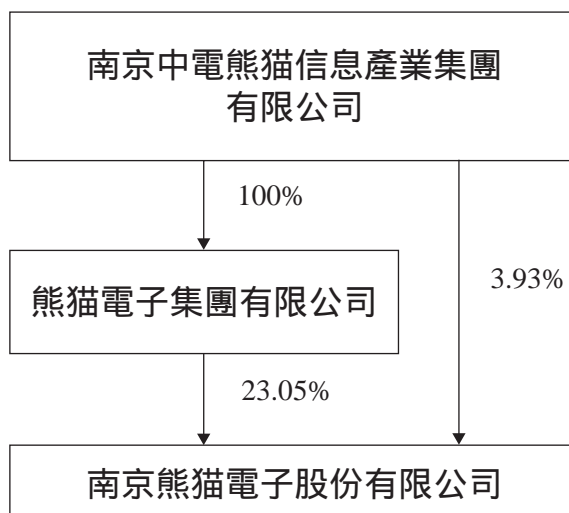 南京中電熊猫信息產業集團
有限公司
100%
熊猫電子集團有限公司
3.93%
23.05%
南京熊猫電子股份有限公司